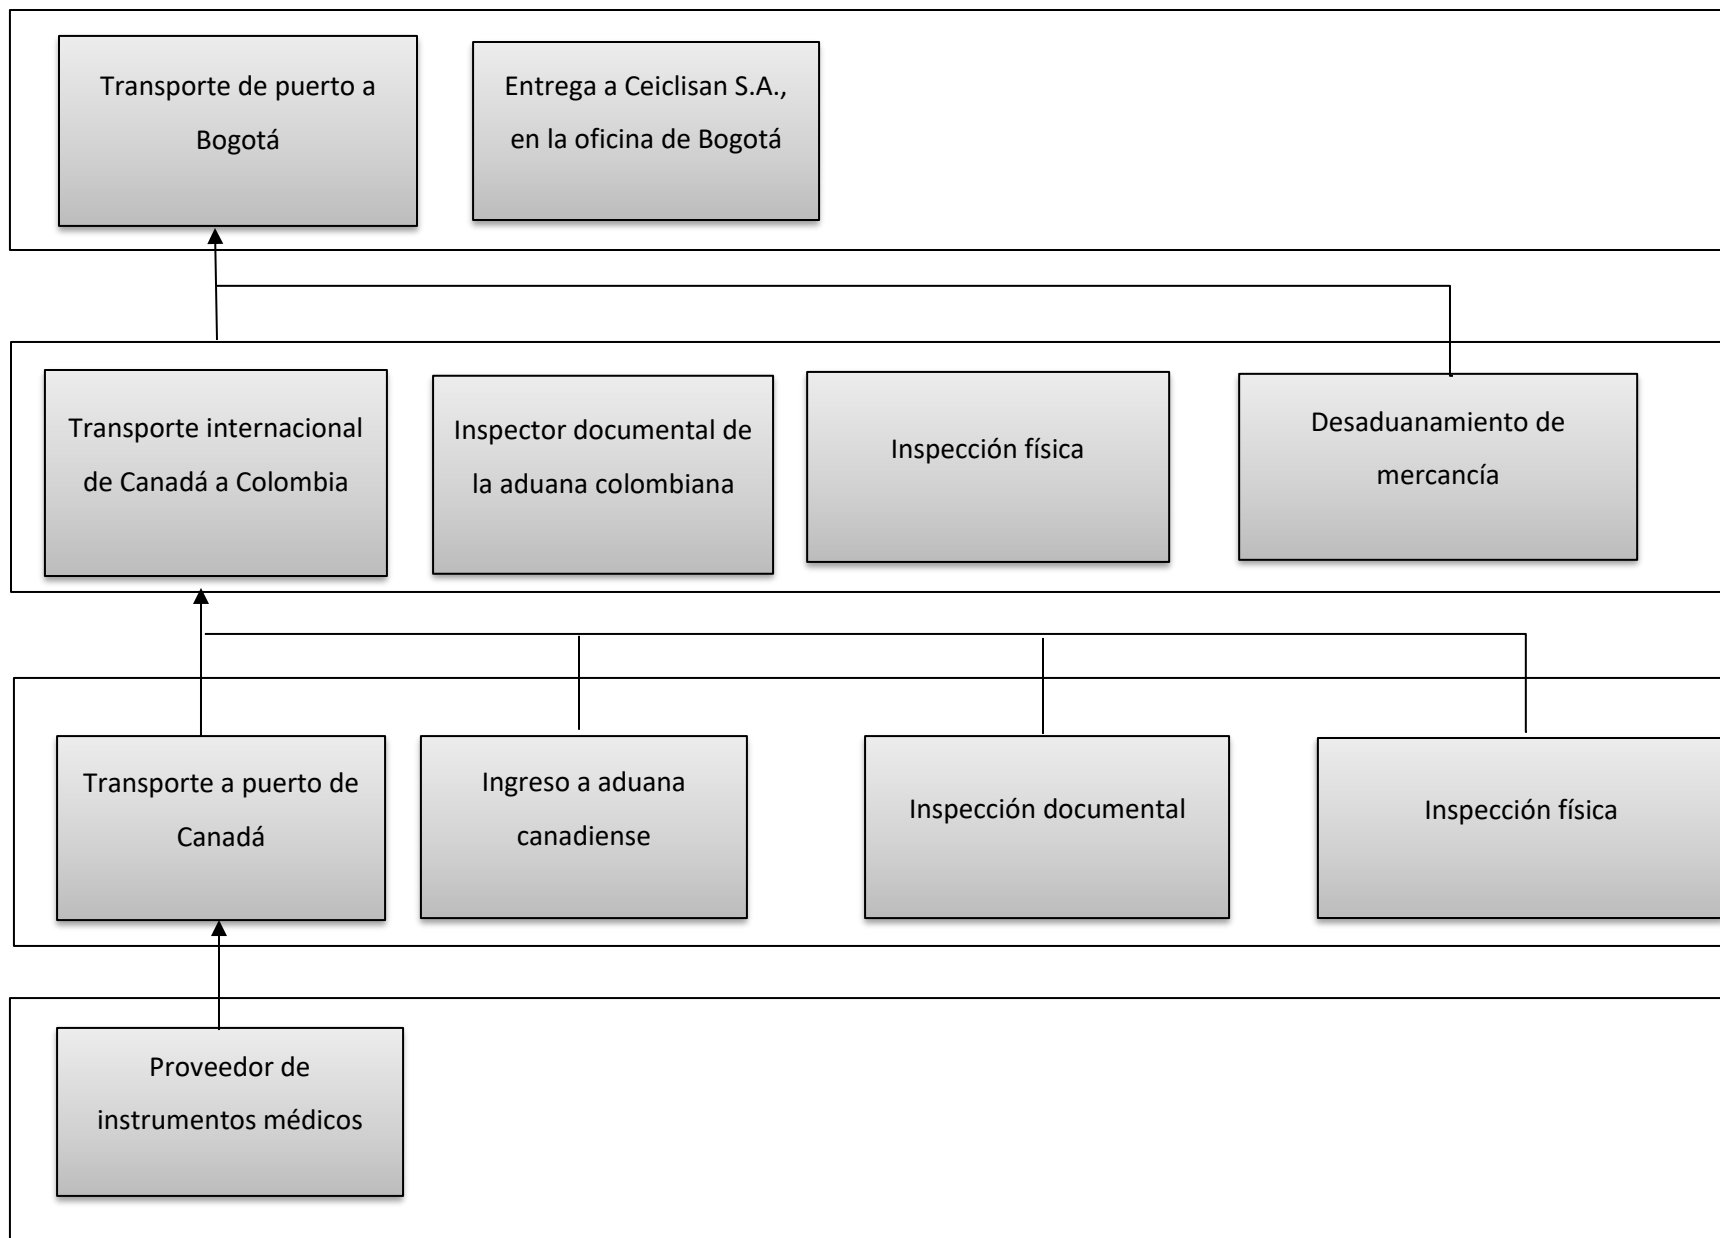 Transporte de puerto a
Bogotá
Entrega a Ceiclisan S.A.,
en la oficina de Bogotá
Transporte internacional
de Canadá a Colombia
Inspector documental de
la aduana colombiana
Inspección física
Desaduanamiento de
mercancía
Transporte a puerto de
Canadá
Ingreso a aduana
canadiense
Inspección documental
Inspección física
Proveedor de
instrumentos médicos